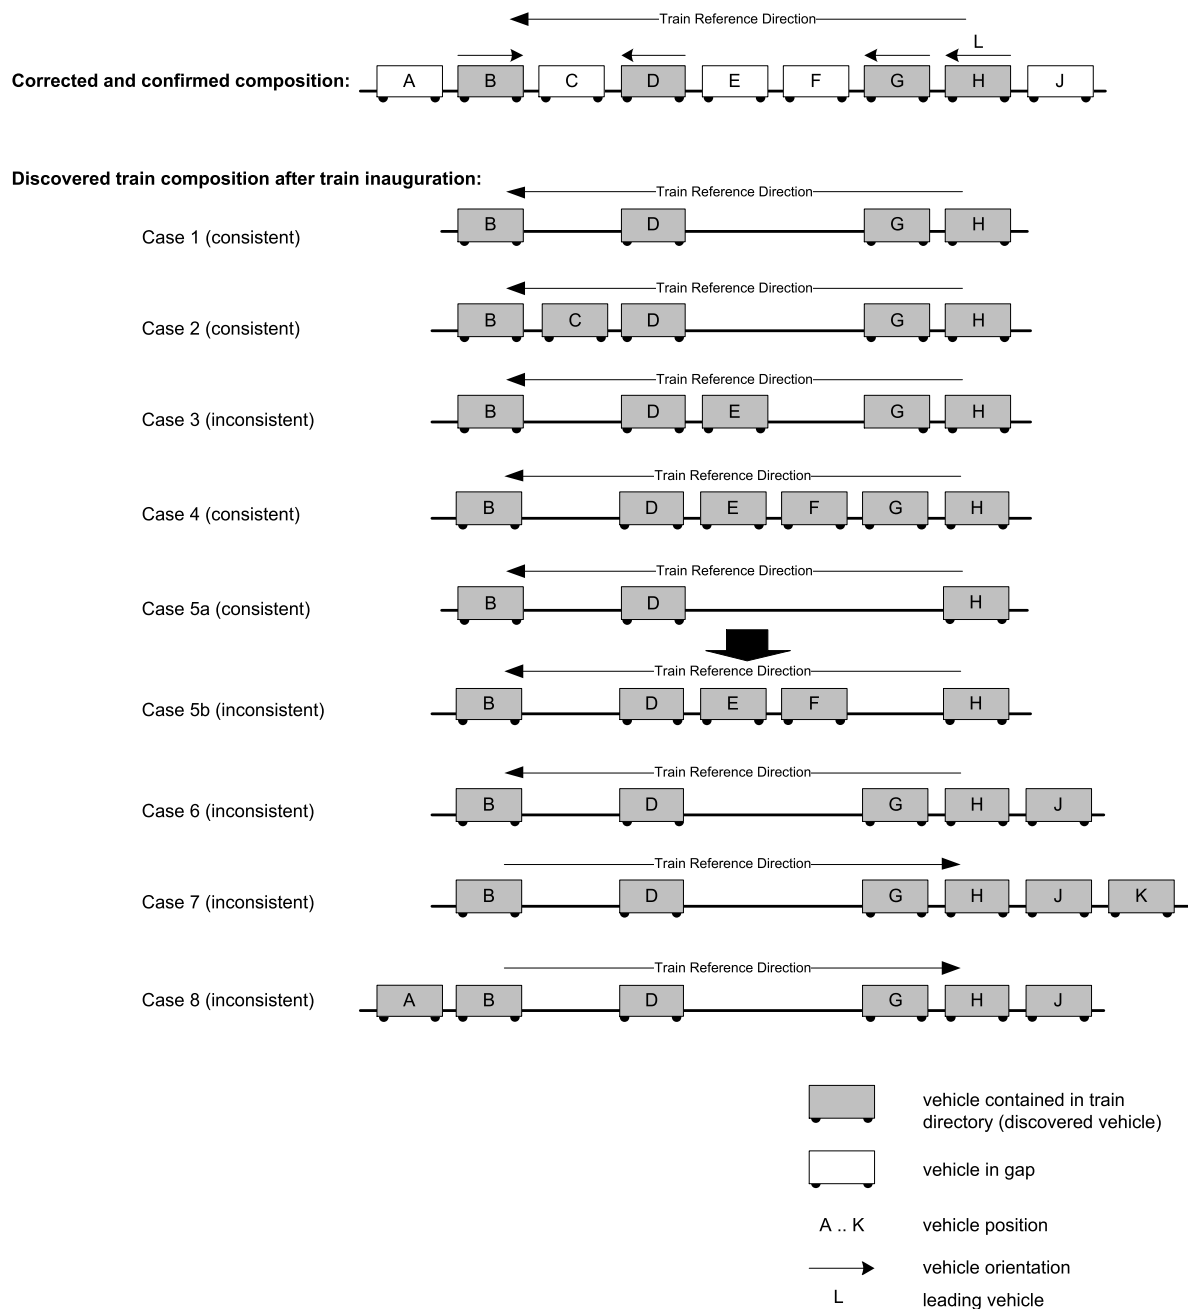 Train Reference Direction
L
Corrected and confirmed composition: A B C D E F G H J
Discovered train composition after train inauguration:
Train Reference Direction
Case 1 (consistent) B D G H
Train Reference Direction
Case 2 (consistent) B C D G H
Train Reference Direction
Case 3 (inconsistent) B D E G H
Train Reference Direction
Case 4 (consistent) B D E F G H
Train Reference Direction
Case 5a (consistent) B D H
Train Reference Direction
Case 5b (inconsistent) B D E F H
Train Reference Direction
Case 6 (inconsistent) B D G H J
Train Reference Direction
Case 7 (inconsistent) B D G H J K
Train Reference Direction
Case 8 (inconsistent) A B D G H J
vehicle contained in train
directory (discovered vehicle)
vehicle in gap
A .. K vehicle position
vehicle orientation
L leading vehicle